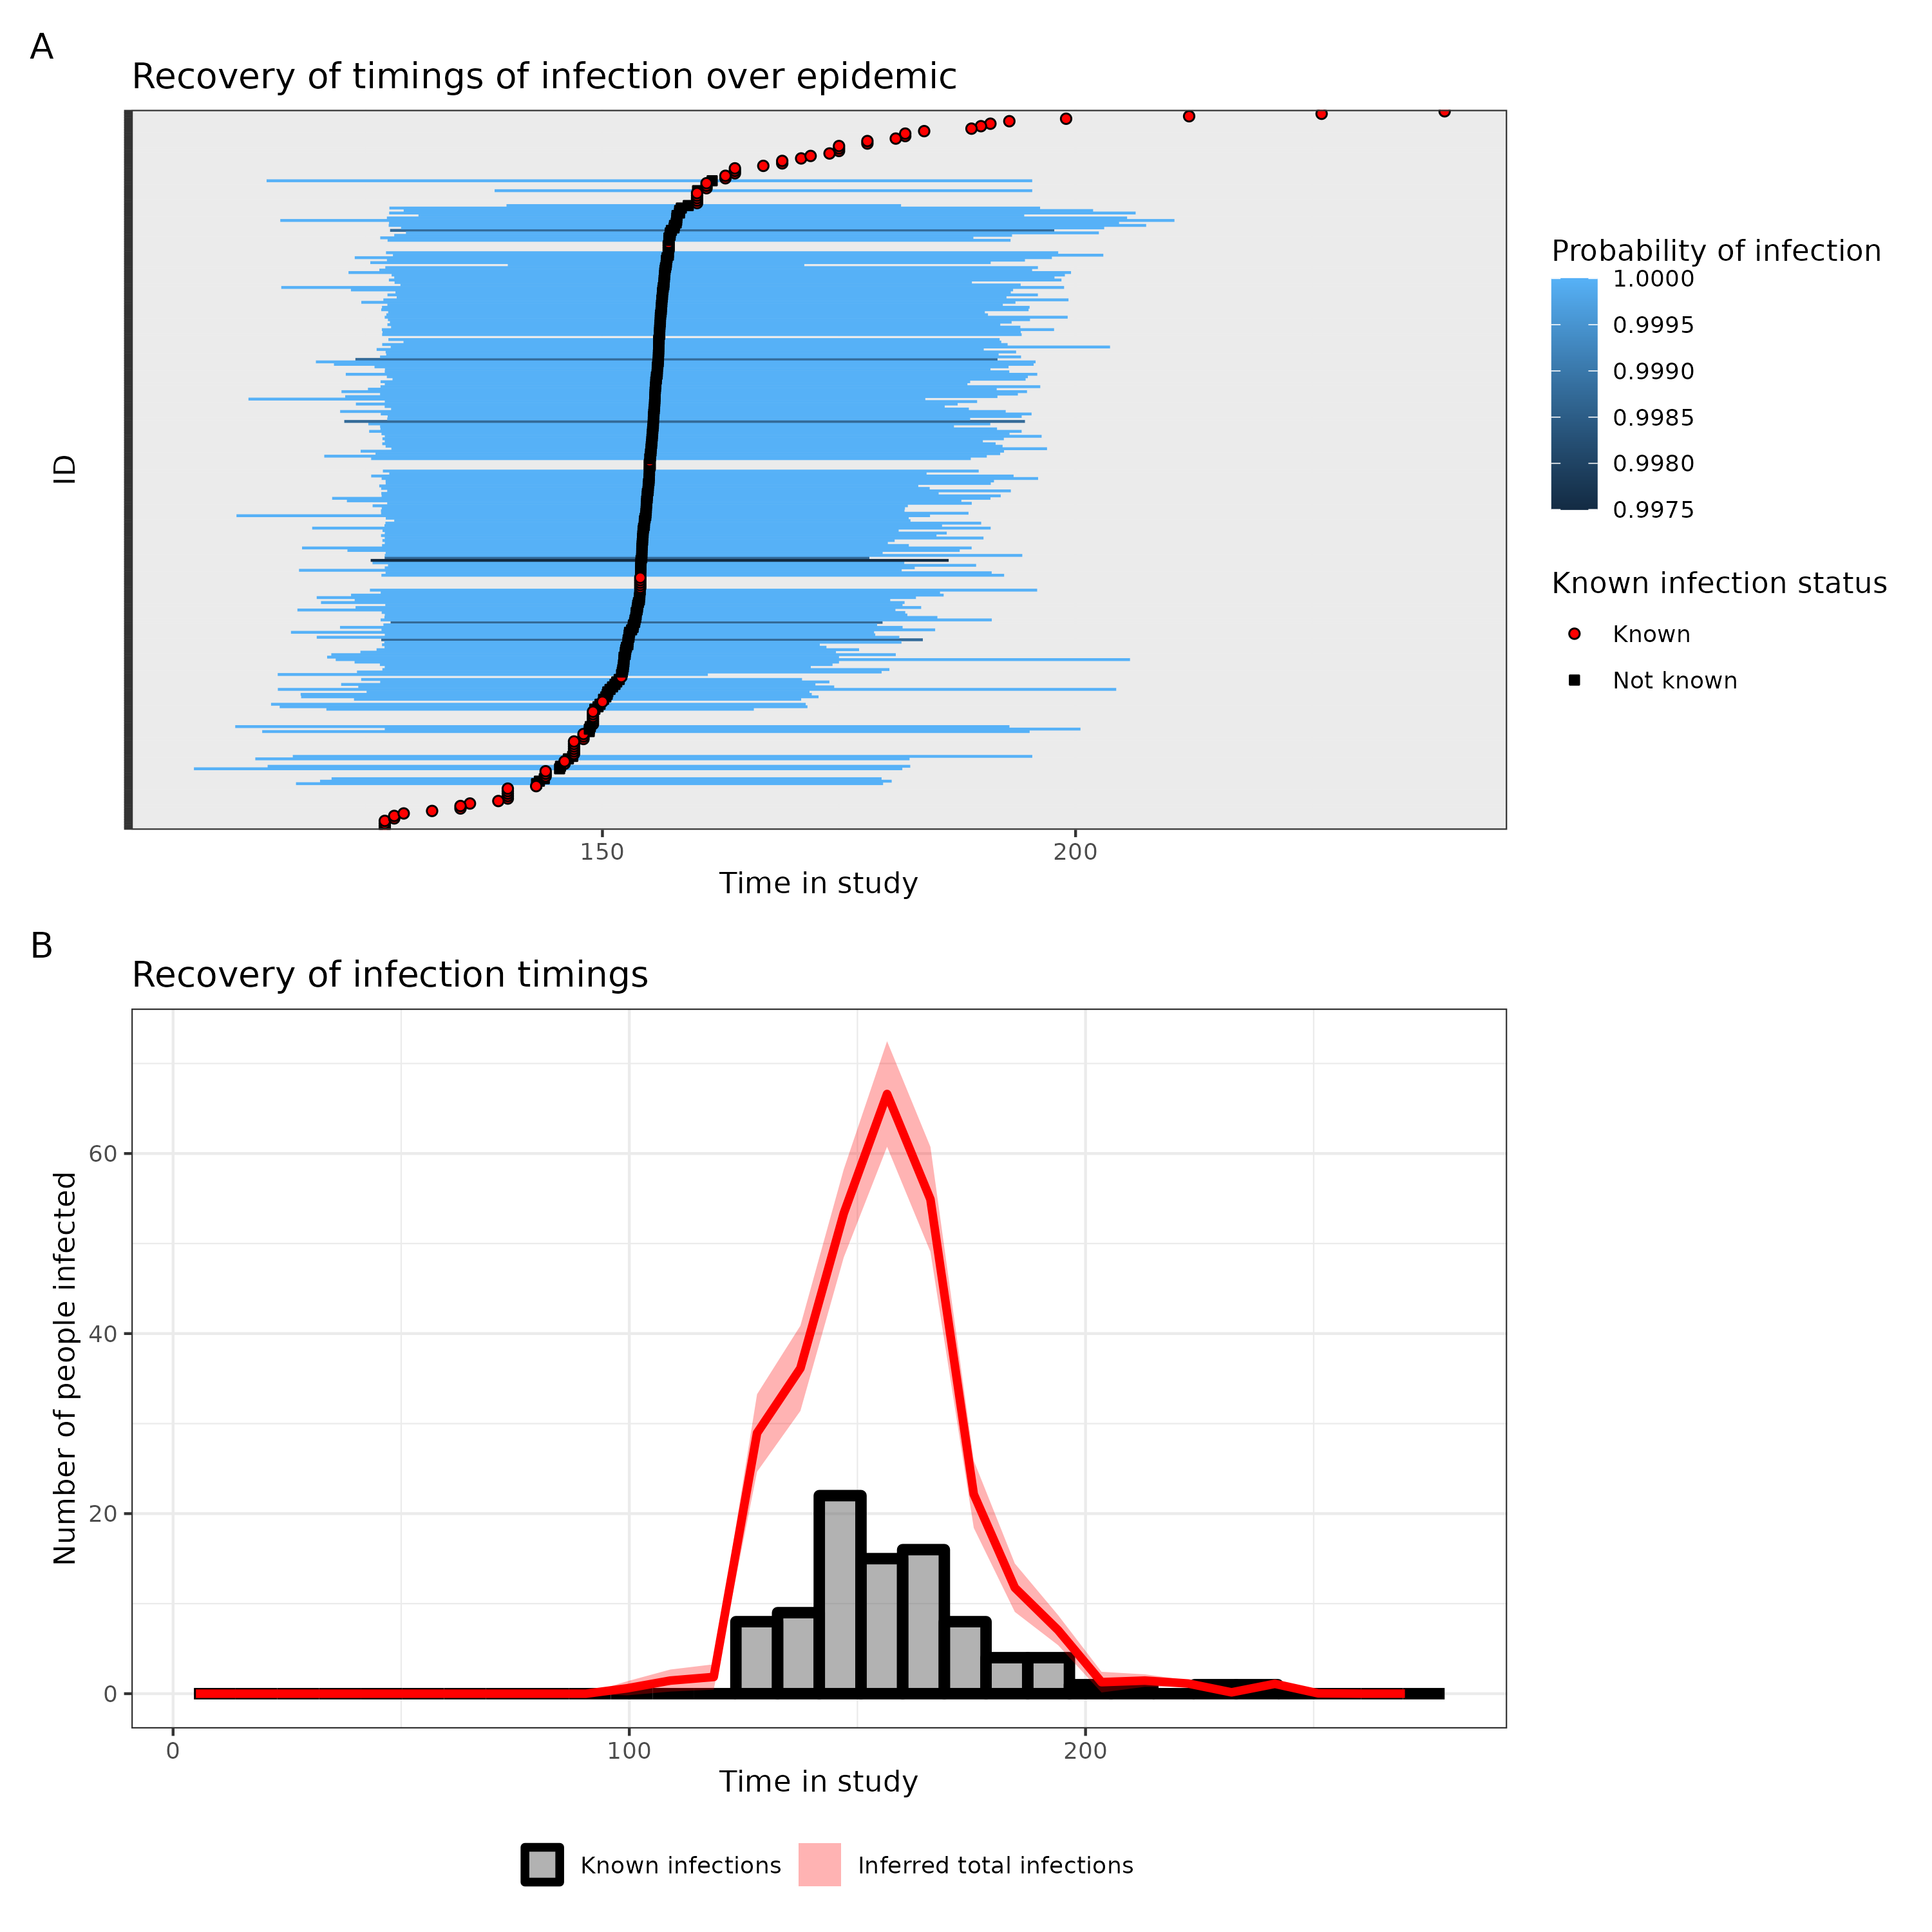 A
Recovery of timings of infection over epidemic
ID
150
200
Time in study
Probability of infection
1.0000
0.9995
0.9990
0.9985
0.9980
0.9975
Known infection status
Known
Not known
B
Recovery of infection timings
Number of people infected
60
40
20
0
0
100
200
Time in study
Known infections
Inferred total infections